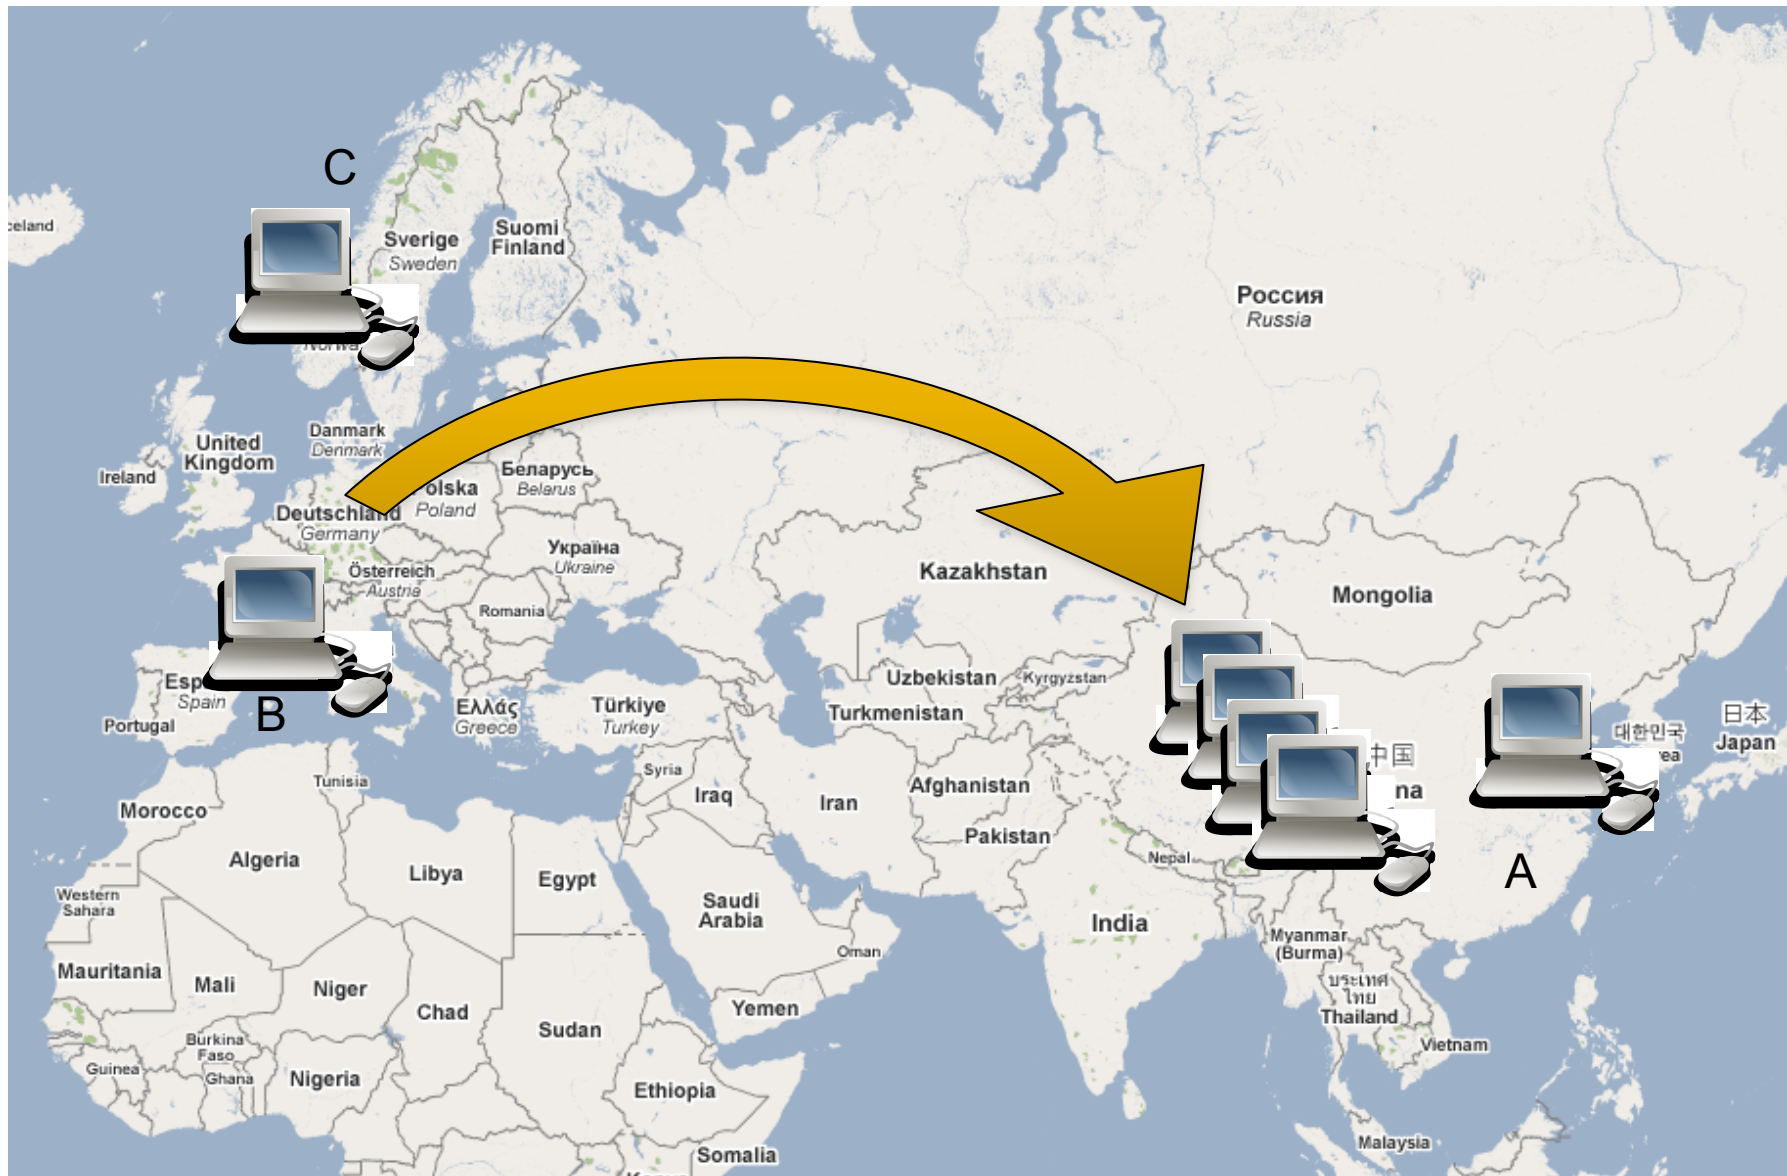 C
celand
Sverige
Sweden
Suomi
Finland
Россия
Russia
Norwa
United
Kingdom
Ireland
Danmark
Denmark
Беларусь
Belarus
olska
Poland
Deutschland
Germany
Україна
Ukraine
Österreich
Austria
Romania
Kazakhstan
Mongolia
Esp
Spain
Portugal
B
Ελλάς
Greece
Türkiye
Turkey
Uzbekistan
Kyrgyzstan
Turkmenistan
中国
na
대한민국
rea
日本
Japan
Tunisia
Syria
Morocco
Iraq
Iran
Afghanistan
Pakistan
Nepal
A
Algeria
Libya
Egypt
Western
Sahara
Saudi
Arabia
India
Myanmar
(Burma)
Oman
Mauritania
Mali
Niger
Chad
Sudan
Yemen
ประเทศ
ไทย
Thailand
Vietnam
Burkina
Faso
Guinea
Ghana
Nigeria
Ethiopia
Malaysia
Somalia